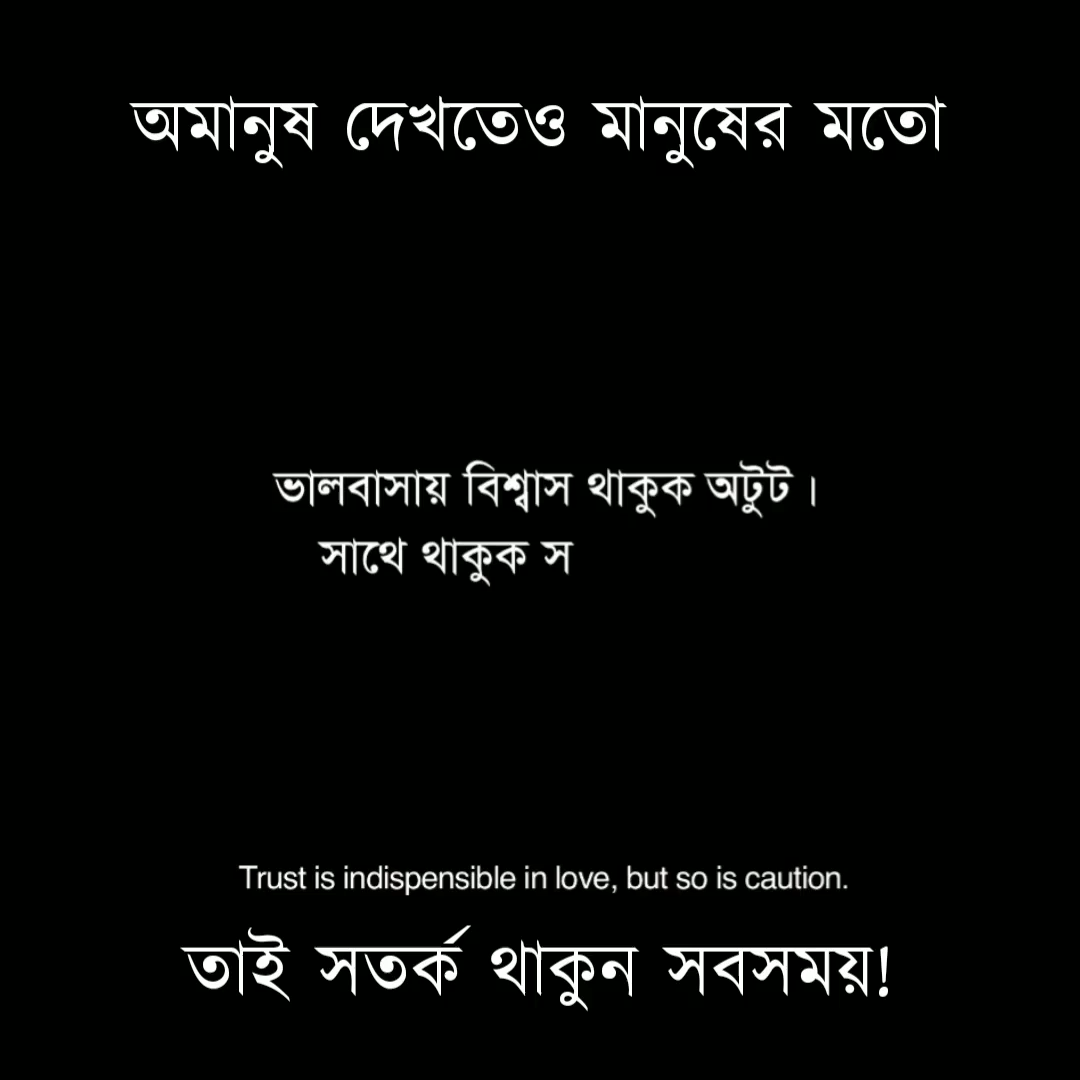 অমানুষ দেখতেও মানুষের মতো
ভালবাসায় বিশ্বাস থাকুক অটুট।
সাথে থাকুক স
Trust is indispensible in love, but so is caution.
তাই সতর্ক থাকুন সবসময়!